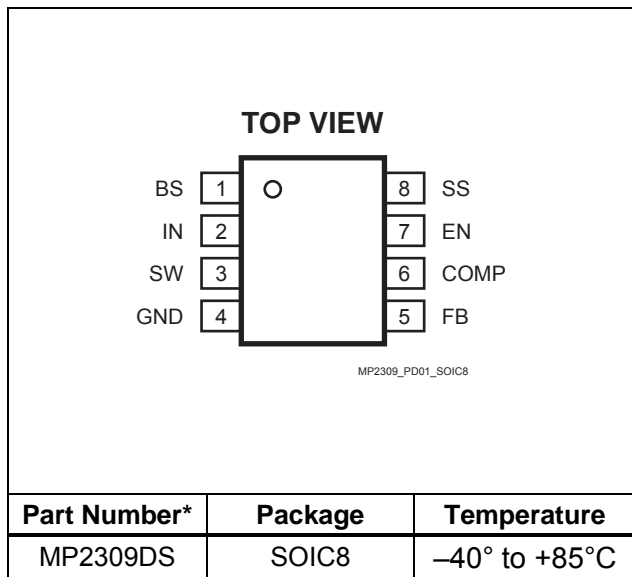 TOP VIEW
BS 1 8 SS
IN 2 7 EN
SW 3 6 COMP
GND 4 5 FB
MP2309_PD01_SOIC8
Part Number* Package Temperature
MP2309DS SOIC8 –40° to +85°C